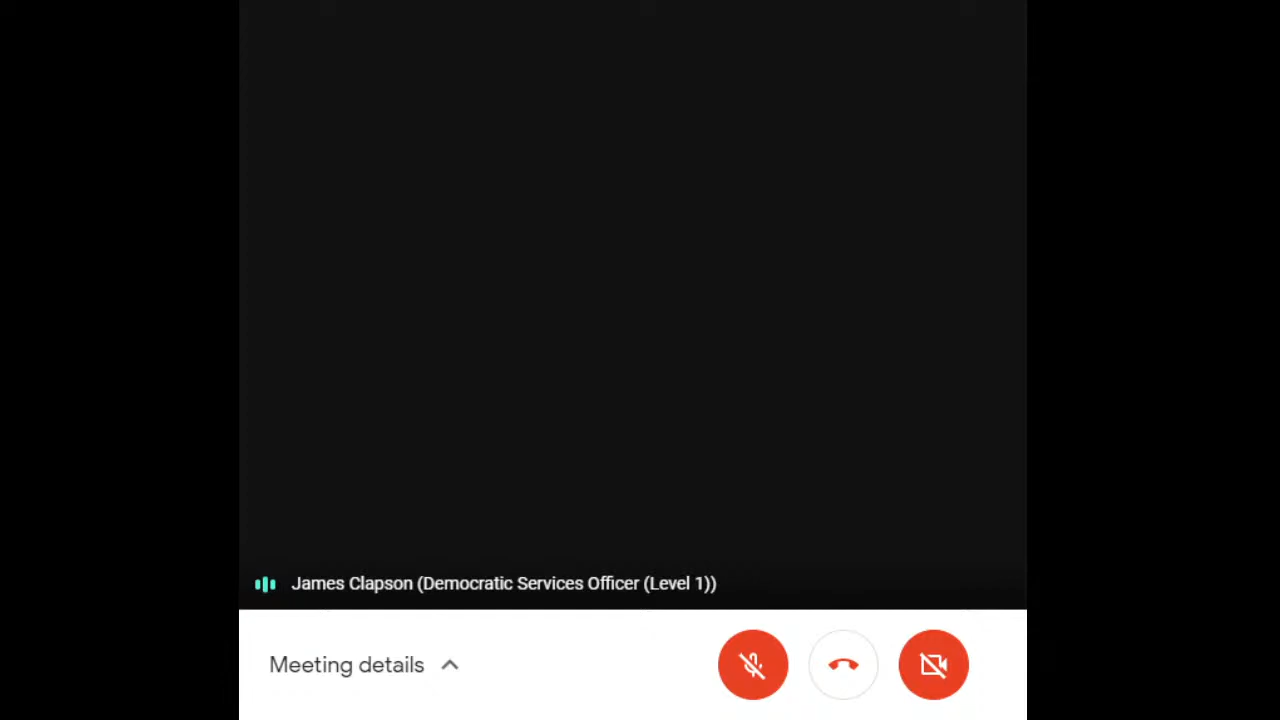 James Clapson (Democratic Services Officer (Level 1))
Meeting details